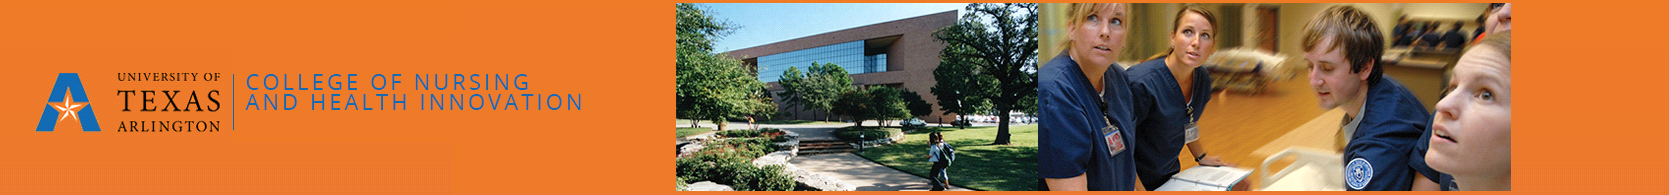 UNIVERSITY OF
TEXAS
ARLINGTON
COLLEGE OF NURSING
AND HEALTH INNOVATION